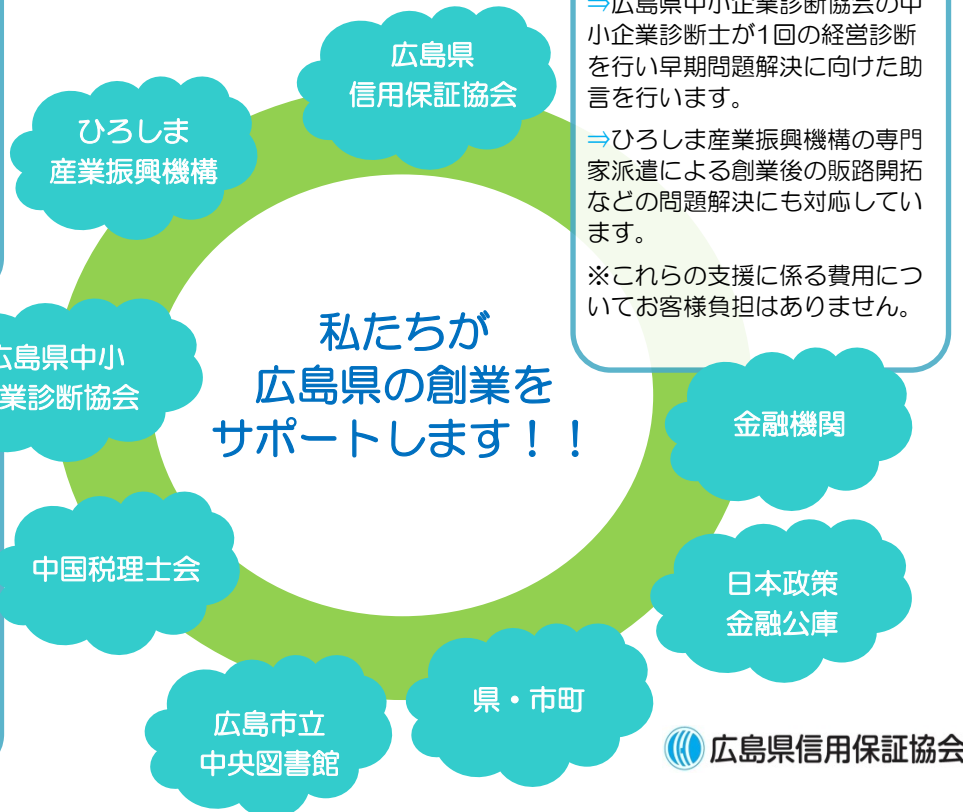 ⇒広島県中小企業診断協会の中
小企業診断士が1回の経営診断
を行い早期問題解決に向けた助
言を行います。
⇒ひろしま産業振興機構の専門
家派遣による創業後の販路開拓
などの問題解決にも対応してい
ます。
※これらの支援に係る費用につ
いてお客様負担はありません。
広島県
信用保証協会
ひろしま
産業振興機構
広島県中小
業診断協会
中国税理士会
広島市立
中央図書館
県・市町
日本政策
金融公庫
金融機関
私たちが
広島県の創業を
サポートします！！
広島県信用保証協会